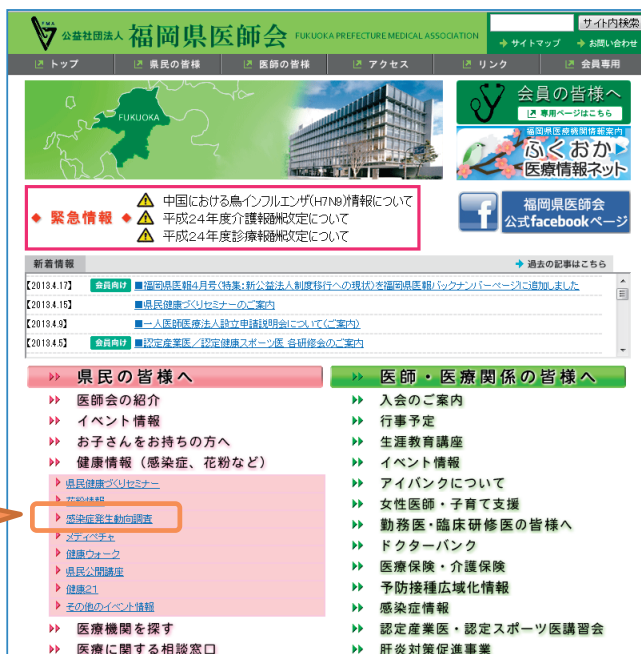 FMA
公益社団法人 福岡県医師会 FUKUOKA PREFECTURE MEDICAL ASSOCIATION
サイト内検索
サイトマップ お問い合わせ
トップ 県民の皆様 医師の皆様 アクセス リンク 会員専用
FUKUOKA
会員の皆様へ
専用ページはこちら
福岡県医療機関情報案内
ふくおか
医療情報ネット
緊急情報
中国における鳥インフルエンザ(H7N9)情報について
平成24年度介護報酬改定について
平成24年度診療報酬改定について
福岡県医師会
公式facebookページ
新着情報 過去の記事はこちら
【2013.4.17】 会員向け ■福岡県医報4月号(特集:新公益法人制度移行への現状)を福岡県医報バックナンバーページに追加しました
【2013.4.15】 ■県民健康づくりセミナーのご案内
【2013.4.9】 ■一人医師医療法人設立申請説明会について(ご案内)
【2013.4.5】 会員向け ■認定産業医/認定健康スポーツ医 各研修会のご案内
県民の皆様へ
医師会の紹介
イベント情報
お子さんをお持ちの方へ
健康情報（感染症、花粉など）
県民健康づくりセミナー
花粉情報
感染症発生動向調査
メディペチャ
健康ウォーク
県民公開講座
健康21
その他のイベント情報
医療機関を探す
医療に関する相談窓口
医師・医療関係の皆様へ
入会のご案内
行事予定
生涯教育講座
イベント情報
アイバンクについて
女性医師・子育て支援
勤務医・臨床研修医の皆様へ
ドクターバンク
医療保険・介護保険
予防接種広域化情報
感染症情報
認定産業医・認定スポーツ医講習会
肝炎対策促進事業